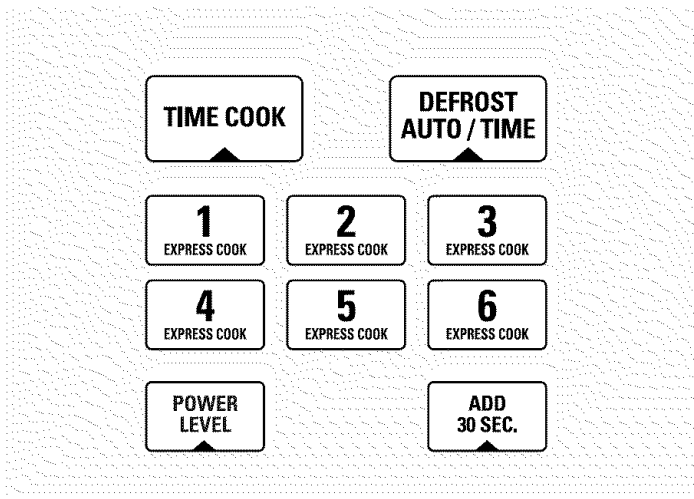 TIME COOK
DEFROST
AUTO / TIME
1
EXPRESS COOK
2
EXPRESS COOK
3
EXPRESS COOK
4
EXPRESS COOK
5
EXPRESS COOK
6
EXPRESS COOK
POWER
LEVEL
ADD
30 SEC.